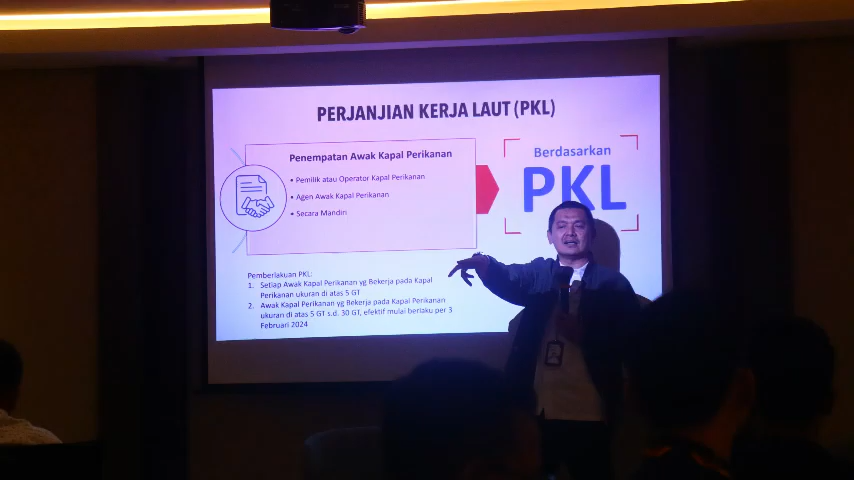 PERJANJIAN KERJA LAUT (PKL)
Penempatan Awak Kapal Perikanan
• Pemilik atau Operator Kapal Perikanan
• Agen Awak Kapal Perikanan
• Secara Mandiri
Berdasarkan
PKL
Pemberlakuan PKL:
1. Setiap Awak Kapal Perikanan yg Bekerja pada Kapal
Perikanan ukuran di atas 5 GT
2. Awak Kapal Perikanan yg Bekerja pada Kapal Perikanan
ukuran di atas 5 GT s.d. 30 GT, efektif mulai berlaku per 3
Februari 2024